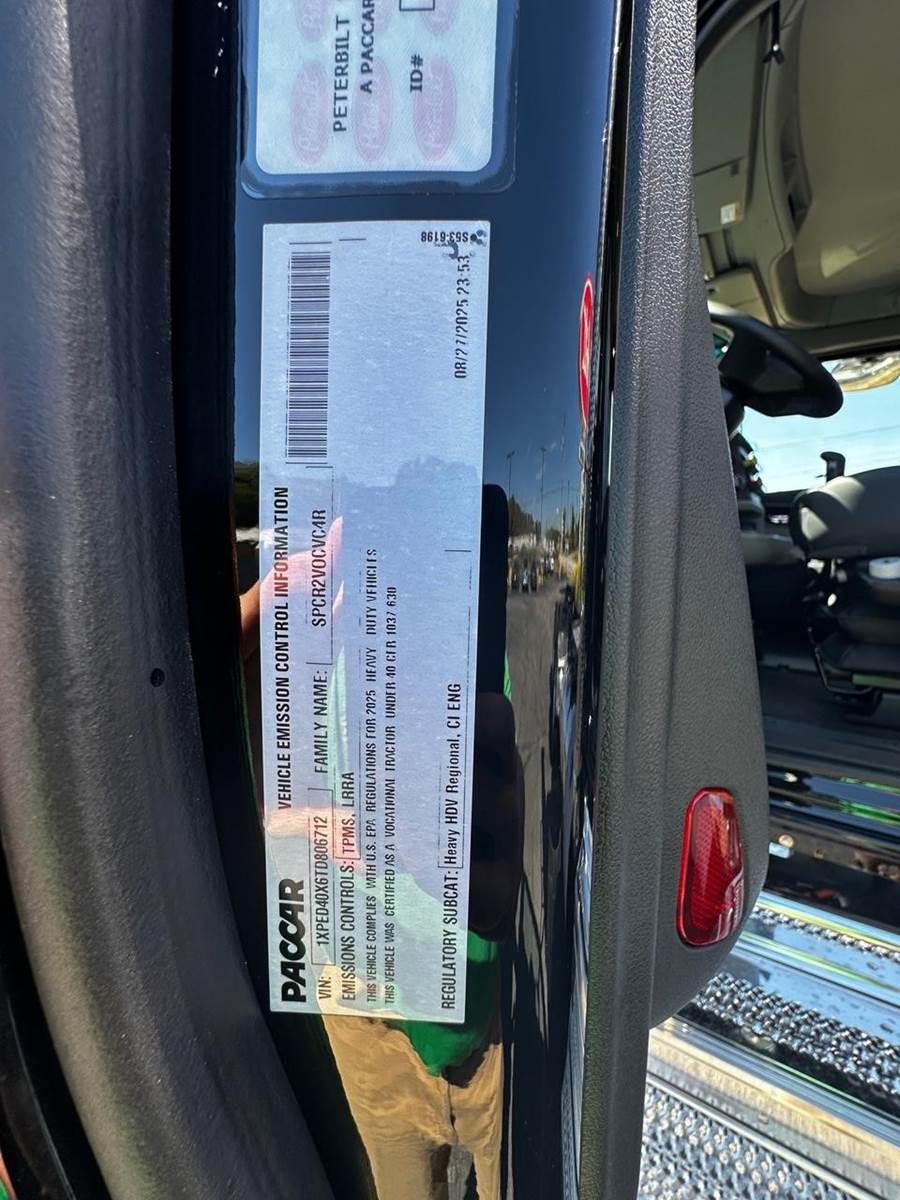 PETERBILT
A PACCAR
ID#
PACCAR VEHICLE EMISSION CONTROL INFORMATION
VIN: 1XPED40X6TD806712 FAMILY NAME: SPCR2VOCVC4R
EMISSIONS CONTROLS: TPMS, LRRA
THIS VEHICLE COMPLIES WITH U.S. EPA REGULATIONS FOR 2025 HEAVY DUTY VEHICLES
THIS VEHICLE WAS CERTIFIED AS A VOCATIONAL TRACTOR UNDER 40 CFR 1037.630
REGULATORY SUBCAT: Heavy HDV Regional, CI ENG
08/27/2025 23:53
S53-6198